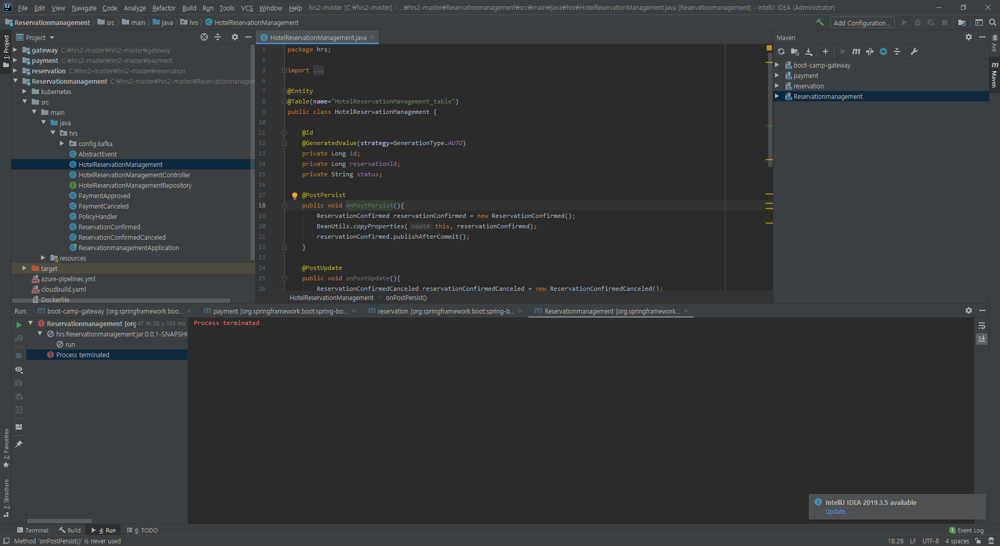 File Edit View Navigate Code Analyze Refactor Build Run Tools VCS Window Help hrs2-master [C:₩hrs2-master] - ...₩hrs2-master₩Reservationmanagement₩src₩main₩java₩hrs₩HotelReservationManagement.java [Reservationmanagement] - IntelliJ IDEA (Administrator)
Reservationmanagement src main java hrs HotelReservationManagement
Add Configuration...
1: Project
Project
gateway C:₩hrs2-master₩hrs2-master₩gateway
payment C:₩hrs2-master₩hrs2-master₩payment
reservation C:₩hrs2-master₩hrs2-master₩reservation
Reservationmanagement C:₩hrs2-master₩hrs2-master₩Reservationmanagem
kubernetes
src
main
java
hrs
config.kafka
AbstractEvent
HotelReservationManagement
HotelReservationManagementController
HotelReservationManagementRepository
PaymentApproved
PaymentCanceled
PolicyHandler
ReservationConfirmed
ReservationConfirmedCanceled
ReservationmanagementApplication
resources
target
azure-pipelines.yml
cloudbuild.yaml
Dockerfile
HotelReservationManagement.java
1 package hrs;
2
3 import ...
6
7 @Entity
8 @Table(name="HotelReservationManagement_table")
9 public class HotelReservationManagement {
10
11 @Id
12 @GeneratedValue(strategy=GenerationType.AUTO)
13 private Long id;
14 private Long reservationId;
15 private String status;
16
17 @PostPersist
18 public void onPostPersist(){
19 ReservationConfirmed reservationConfirmed = new ReservationConfirmed();
20 BeanUtils.copyProperties( source: this, reservationConfirmed);
21 reservationConfirmed.publishAfterCommit();
22 }
23
24 @PostUpdate
25 public void onPostUpdate(){
26 ReservationConfirmedCanceled reservationConfirmedCanceled = new ReservationConfirmedCanceled();
HotelReservationManagement onPostPersist()
Maven
boot-camp-gateway
payment
reservation
Reservationmanagement
Ant
Maven
Run: boot-camp-gateway [org.springframework.boo... payment [org.springframework.boot:spring-bo... reservation [org.springframework.boot:spring-b... Reservationmanagement [org.springframework...
Reservationmanagement [org 47 m 55 s 163 ms
hrs:Reservationmanagement:jar:0.0.1-SNAPSHO
run
Process terminated
Process terminated
2: Favorites
7: Structure
IntelliJ IDEA 2019.3.5 available
Update...
Terminal Build 4: Run 6: TODO
1 Event Log
Method 'onPostPersist()' is never used
18:28 LF UTF-8 4 spaces